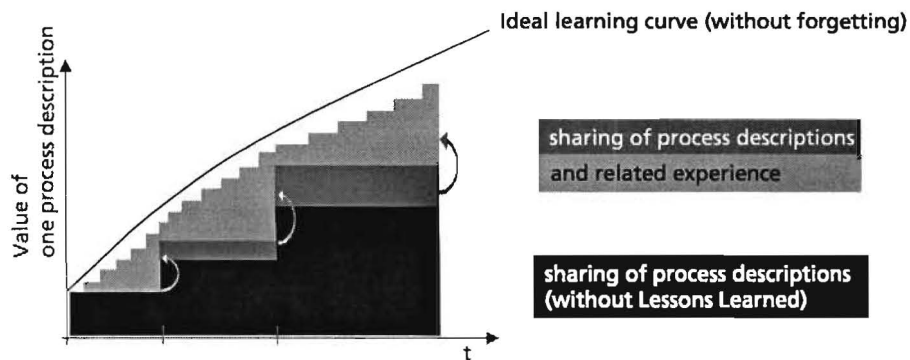 Ideal learning curve (without forgetting)
Value of
one process description
sharing of process descriptions
and related experience
sharing of process descriptions
(without Lessons Learned)
t